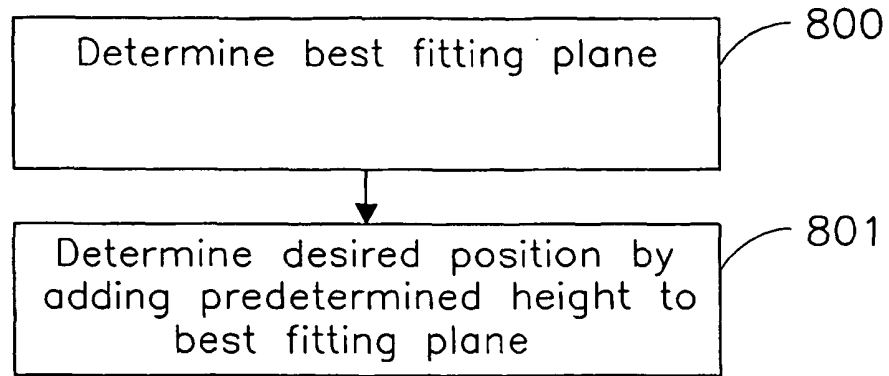 800
Determine best fitting plane
801
Determine desired position by
adding predetermined height to
best fitting plane